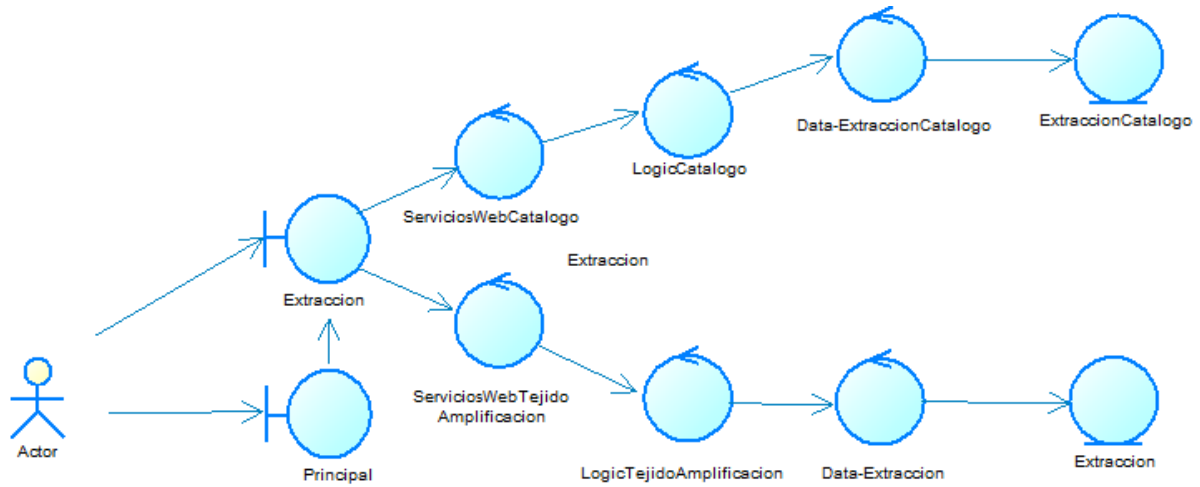 Data-ExtraccionCatalogo
ExtraccionCatalogo
LogicCatalogo
ServiciosWebCatalogo
Extraccion
Extraccion
ServiciosWebTejido
Amplificacion
Actor
Principal
LogicTejidoAmplificacion
Data-Extraccion
Extraccion